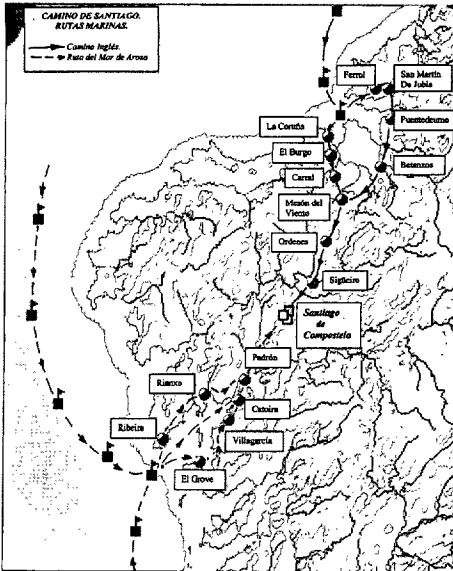 CAMINO DE SANTIAGO.
RUTAS MARINAS.
Camino Inglés.
Ruta del Mar de Arosa
Ferrol
San Martín
De Jubia
La Coruña
Puentedeume
El Burgo
Carral
Betanzos
Mesón del
Viento
Ordenes
Sigüeiro
Santiago
de
Compostela
Padrón
Rianxo
Catoira
Ribeira
Villagarcía
El Grove